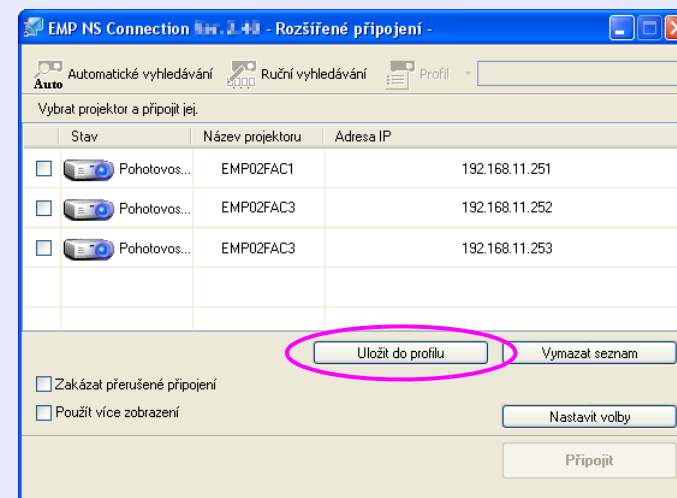 EMP NS Connection - Rozšířené připojení -
Auto Automatické vyhledávání Ruční vyhledávání Profil
Vybrat projektor a připojit jej.
Stav Název projektoru Adresa IP
Pohotovos... EMP02FAC1 192.168.11.251
Pohotovos... EMP02FAC3 192.168.11.252
Pohotovos... EMP02FAC3 192.168.11.253
Uložit do profilu Vymazat seznam
Zakázat přerušené připojení
Použít více zobrazení Nastavit volby
Připojit